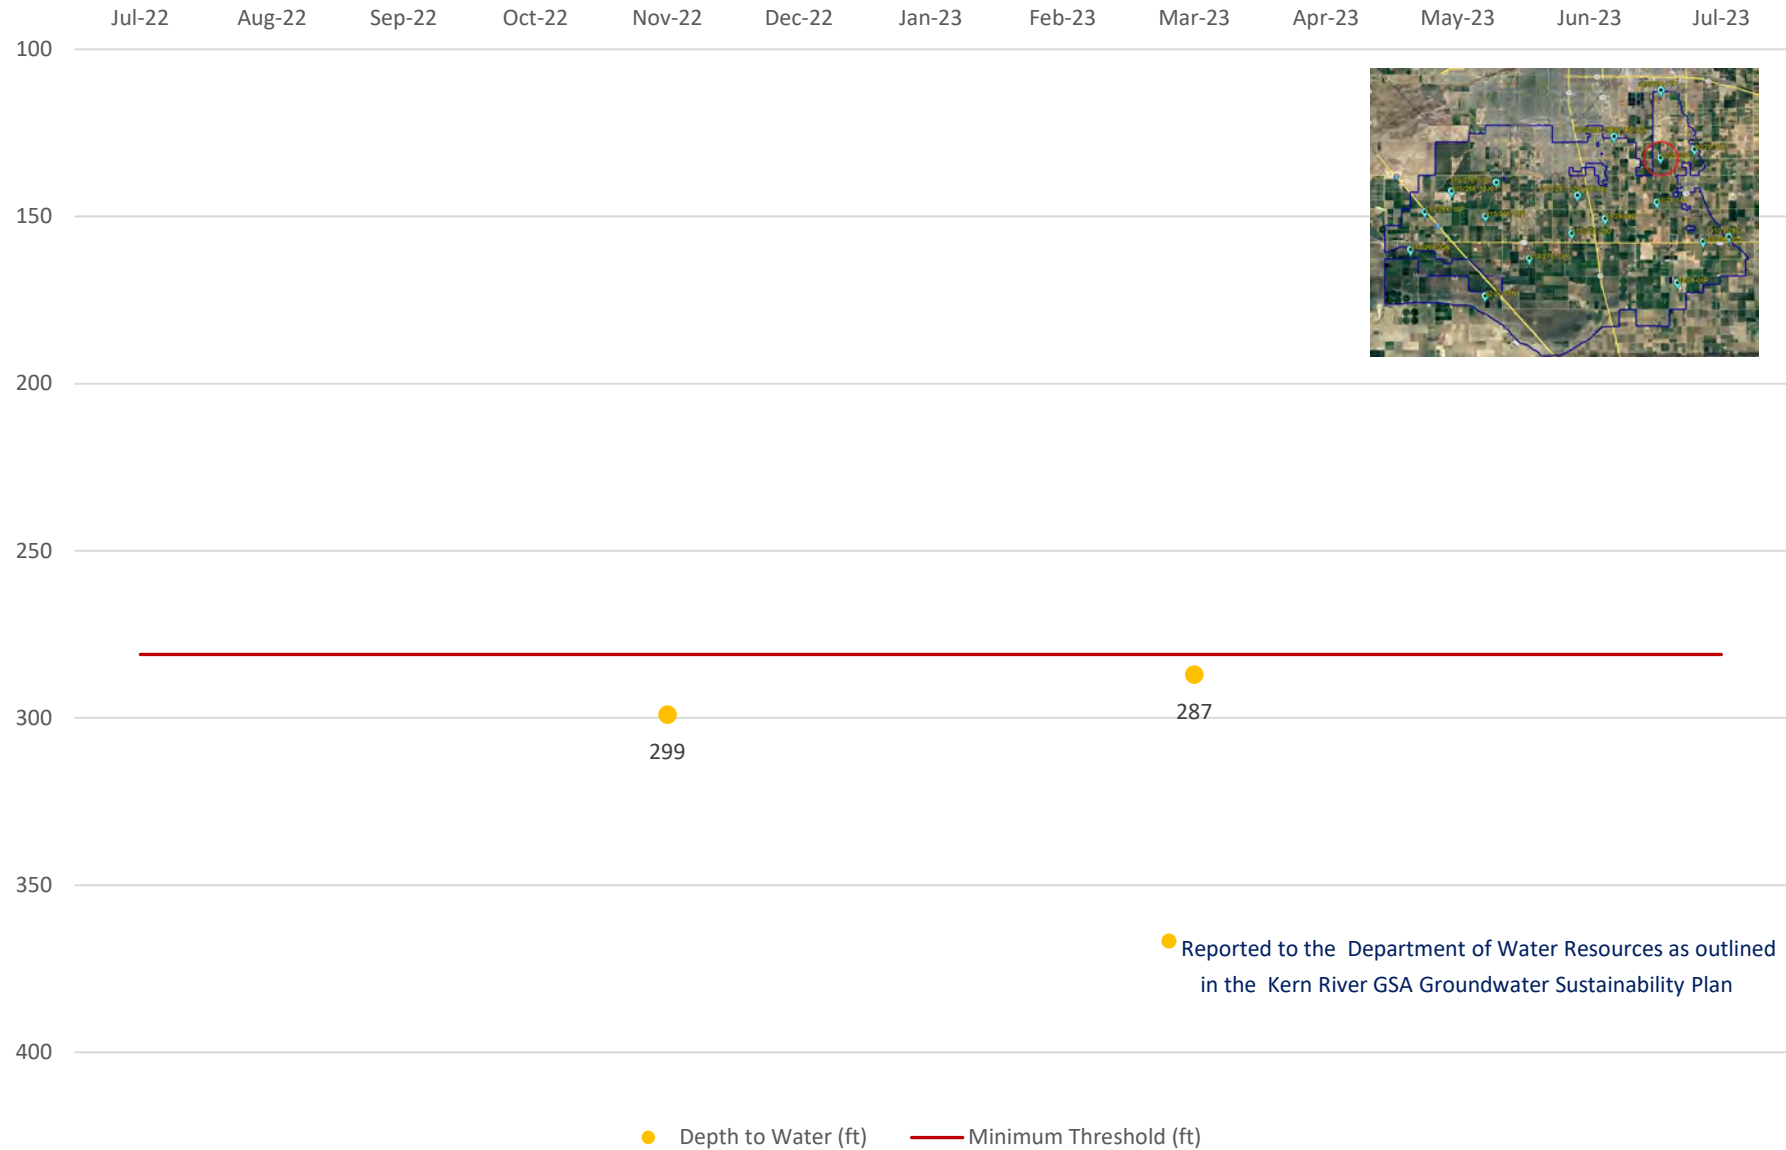 Jul-22 Aug-22 Sep-22 Oct-22 Nov-22 Dec-22 Jan-23 Feb-23 Mar-23 Apr-23 May-23 Jun-23 Jul-23
100
150
200
250
300
350
400
299
287
Reported to the Department of Water Resources as outlined
in the Kern River GSA Groundwater Sustainability Plan
Depth to Water (ft) Minimum Threshold (ft)